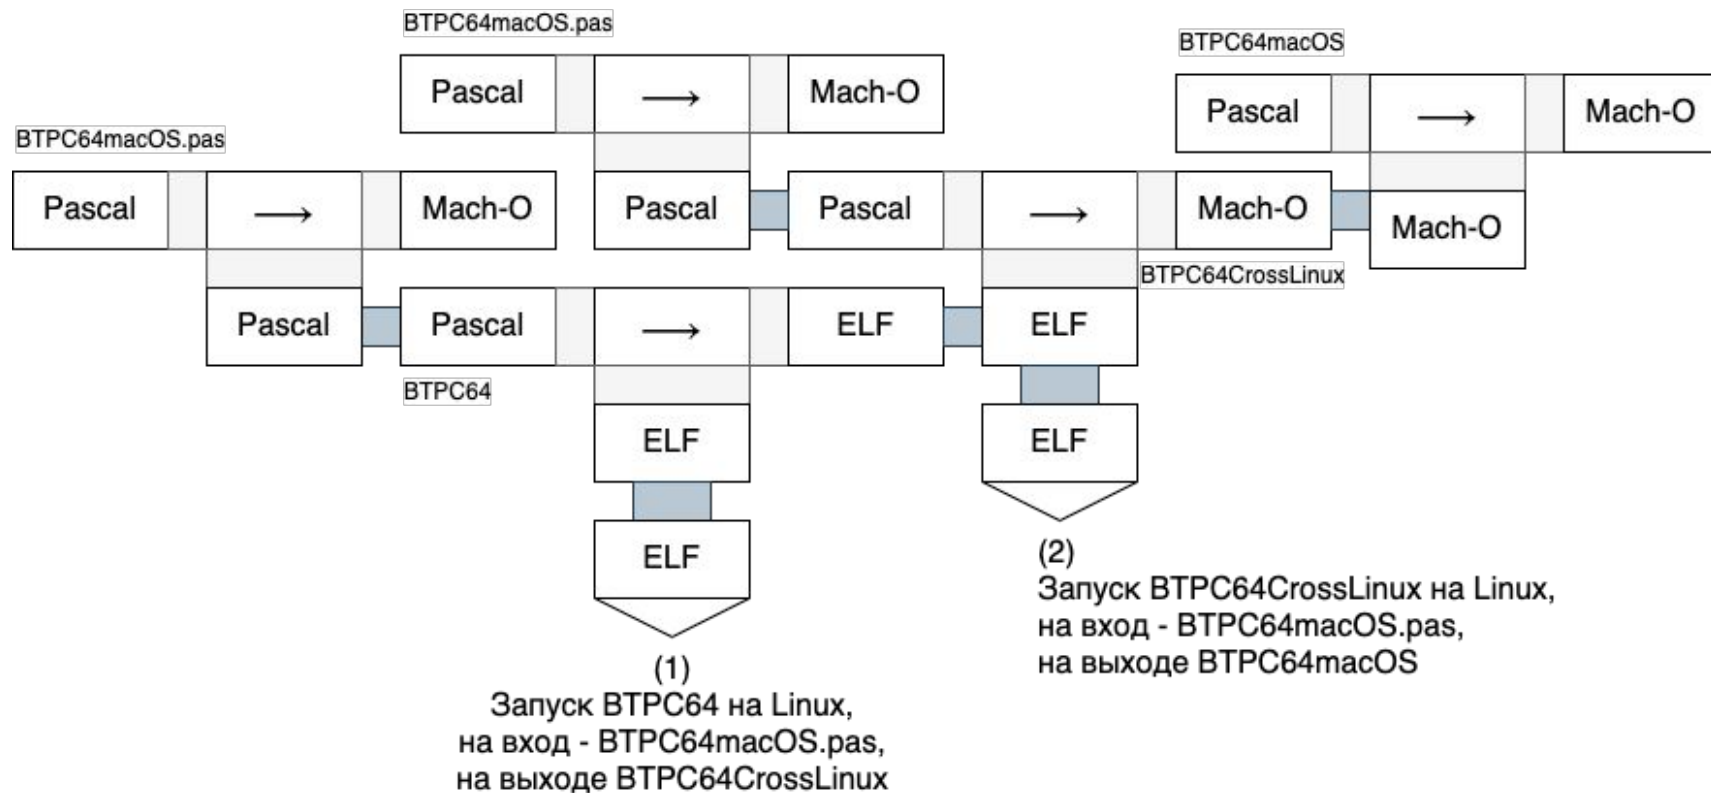 BTPC64macOS.pas
Pascal → Mach-O
BTPC64macOS
Pascal → Mach-O
BTPC64macOS.pas
Pascal → Mach-O
Pascal
Pascal → Mach-O
Mach-O
BTPC64CrossLinux
Pascal
Pascal → ELF
ELF
BTPC64
ELF
ELF
ELF
(1)
Запуск BTPC64 на Linux,
на вход - BTPC64macOS.pas,
на выходе BTPC64CrossLinux
(2)
Запуск BTPC64CrossLinux на Linux,
на вход - BTPC64macOS.pas,
на выходе BTPC64macOS